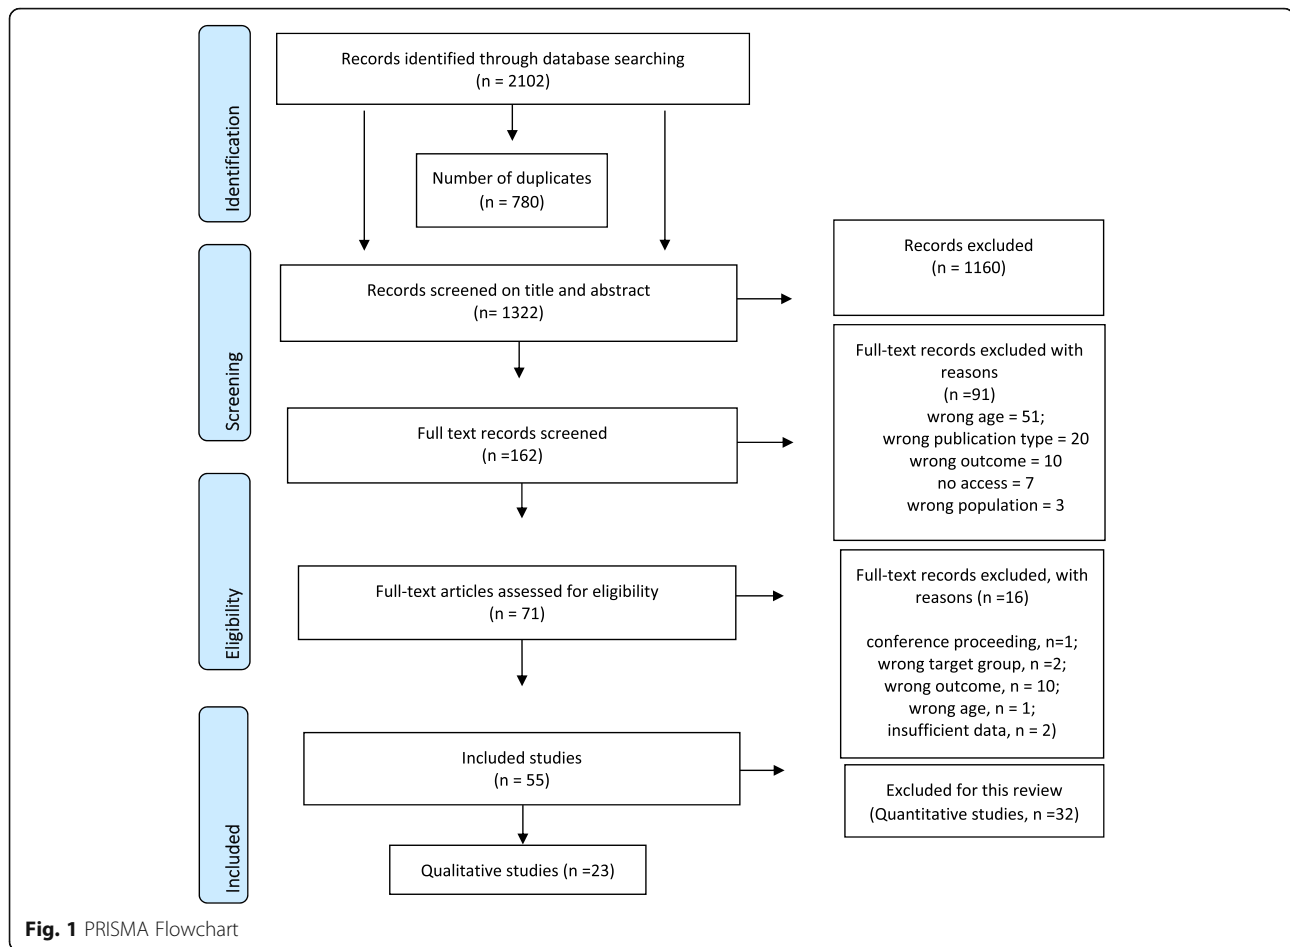 Identification
Records identified through database searching
(n = 2102)
Number of duplicates
(n = 780)
Screening
Records screened on title and abstract
(n= 1322)
Records excluded
(n = 1160)
Full text records screened
(n =162)
Full-text records excluded with
reasons
(n =91)
wrong age = 51;
wrong publication type = 20
wrong outcome = 10
no access = 7
wrong population = 3
Eligibility
Full-text articles assessed for eligibility
(n = 71)
Full-text records excluded, with
reasons (n =16)
conference proceeding, n=1;
wrong target group, n =2;
wrong outcome, n = 10;
wrong age, n = 1;
insufficient data, n = 2)
Included
Included studies
(n = 55)
Excluded for this review
(Quantitative studies, n =32)
Qualitative studies (n =23)
Fig. 1 PRISMA Flowchart